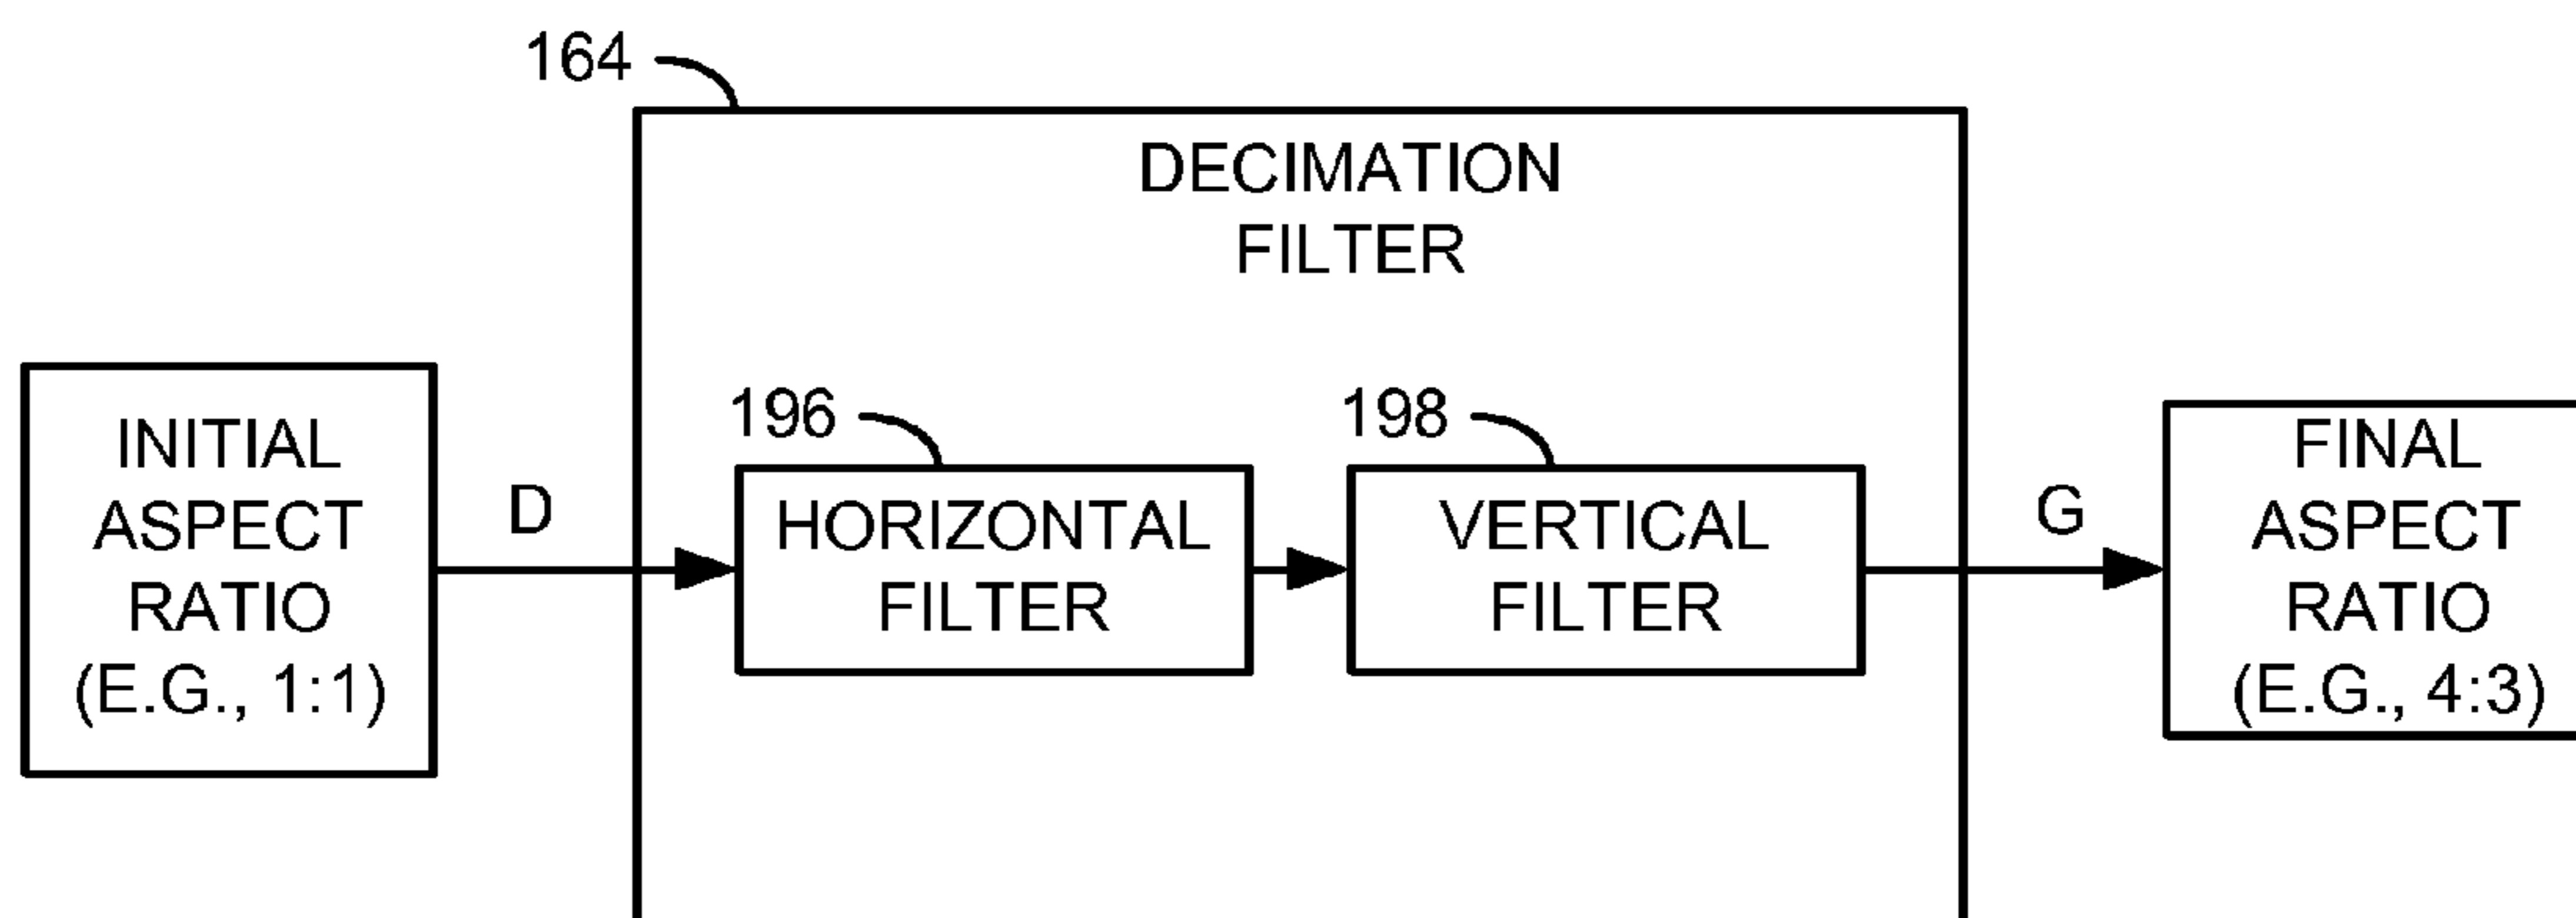 164
DECIMATION
FILTER
INITIAL
ASPECT
RATIO
(E.G., 1:1)
D
196
HORIZONTAL
FILTER
198
VERTICAL
FILTER
G
FINAL
ASPECT
RATIO
(E.G., 4:3)